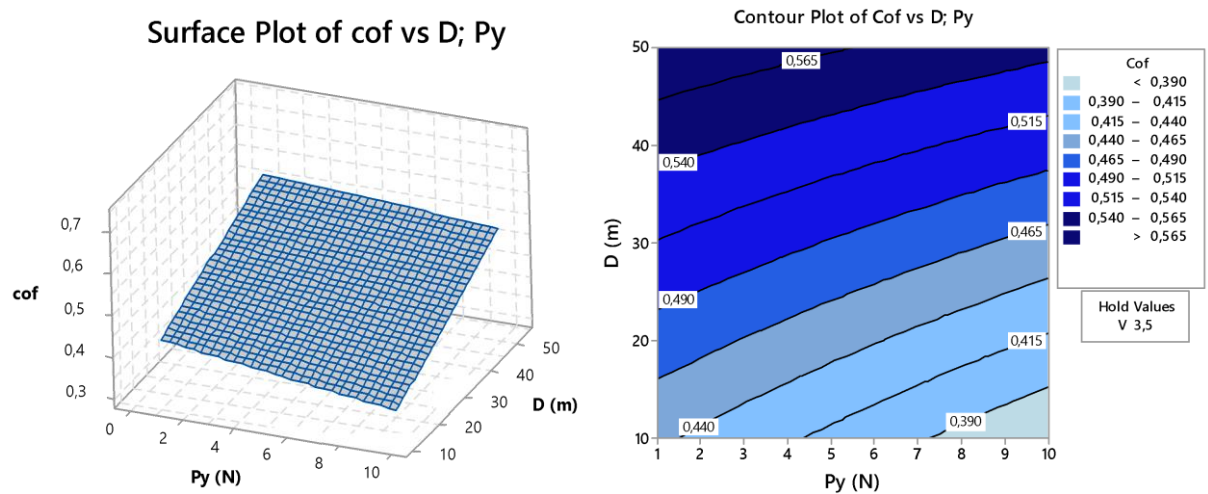 Surface Plot of cof vs D; Py
0,7
0,6
0,5
0,4
0,3
cof
0
2
4
6
8
10
Py (N)
10
20
30
40
50
D (m)
Contour Plot of Cof vs D; Py
50
40
30
20
10
D (m)
1 2 3 4 5 6 7 8 9 10
Py (N)
0,565
0,515
0,540
0,465
0,490
0,415
0,440
0,390
Cof
< 0,390
0,390 – 0,415
0,415 – 0,440
0,440 – 0,465
0,465 – 0,490
0,490 – 0,515
0,515 – 0,540
0,540 – 0,565
> 0,565
Hold Values
V 3,5